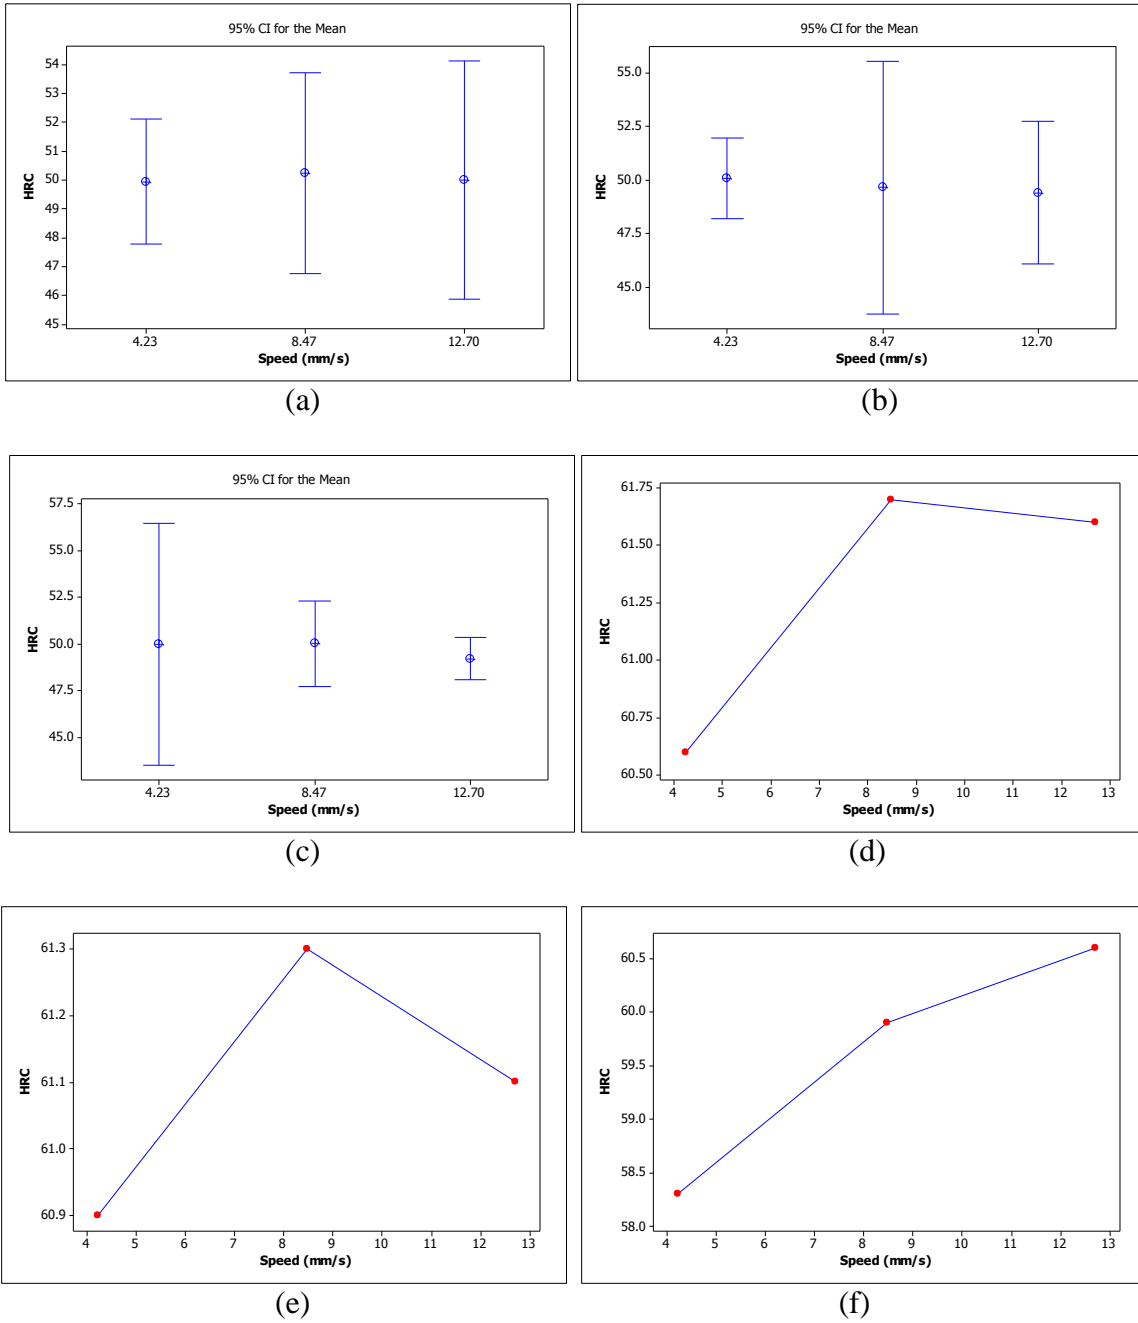 95% CI for the Mean
54
53
52
51
50
49
48
47
46
45
HRC
4.23 8.47 12.70
Speed (mm/s)
(a)
95% CI for the Mean
55.0
52.5
50.0
47.5
45.0
HRC
4.23 8.47 12.70
Speed (mm/s)
(b)
95% CI for the Mean
57.5
55.0
52.5
50.0
47.5
45.0
HRC
4.23 8.47 12.70
Speed (mm/s)
(c)
61.75
61.50
61.25
61.00
60.75
60.50
HRC
4 5 6 7 8 9 10 11 12 13
Speed (mm/s)
(d)
61.3
61.2
61.1
61.0
60.9
HRC
4 5 6 7 8 9 10 11 12 13
Speed (mm/s)
(e)
60.5
60.0
59.5
59.0
58.5
58.0
HRC
4 5 6 7 8 9 10 11 12 13
Speed (mm/s)
(f)